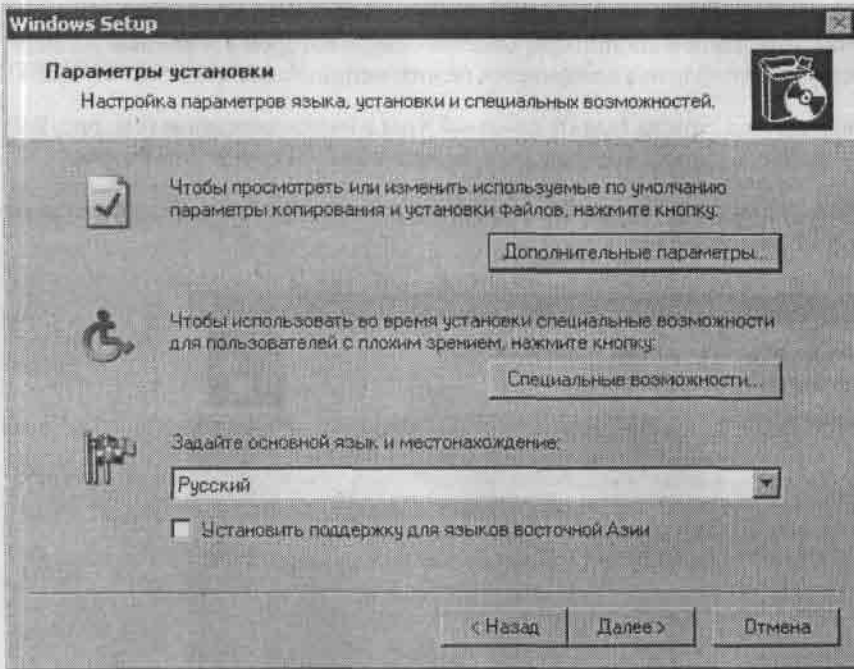 Windows Setup
Параметры установки
Настройка параметров языка, установки и специальных возможностей.
Чтобы просмотреть или изменить используемые по умолчанию
параметры копирования и установки файлов, нажмите кнопку:
Дополнительные параметры...
Чтобы использовать во время установки специальные возможности
для пользователей с плохим зрением, нажмите кнопку:
Специальные возможности...
Задайте основной язык и местонахождение:
Русский
Установить поддержку для языков восточной Азии
< Назад
Далее >
Отмена